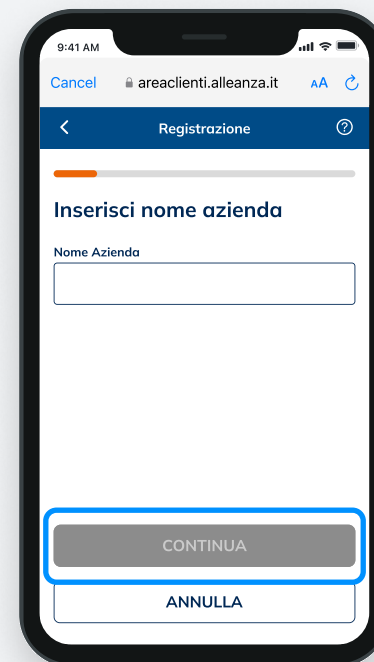 9:41 AM
Cancel areaclienti.alleanza.it AA
Registrazione ?
Inserisci nome azienda
Nome Azienda
CONTINUA
ANNULLA